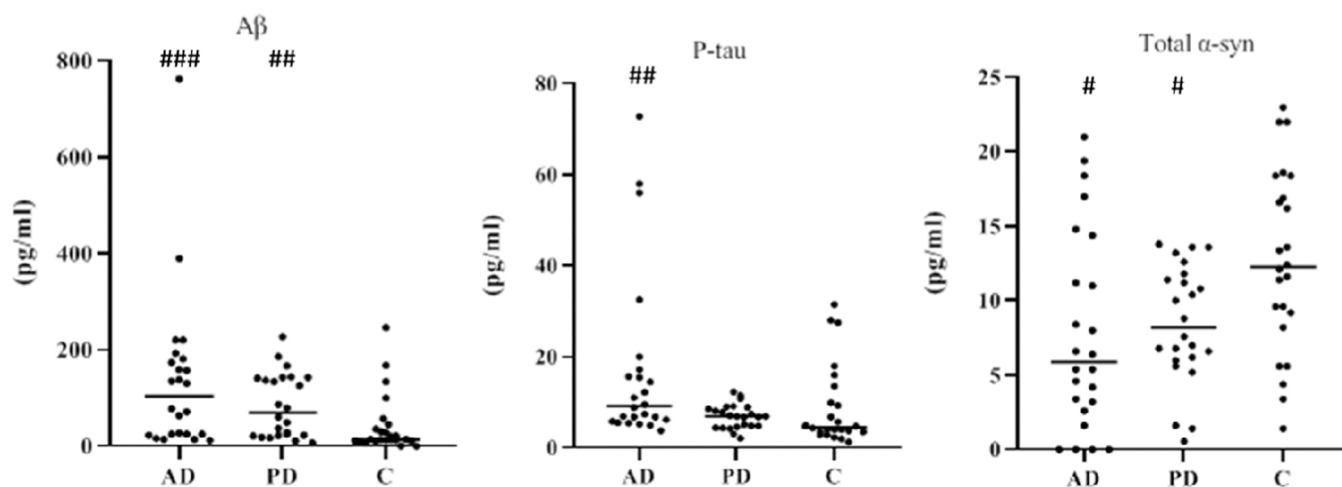 Aβ
### ##
800
600
400
200
0
(pg/ml)
AD PD C
P-tau
##
80
60
40
20
0
(pg/ml)
AD PD C
Total α-syn
# #
25
20
15
10
5
0
(pg/ml)
AD PD C